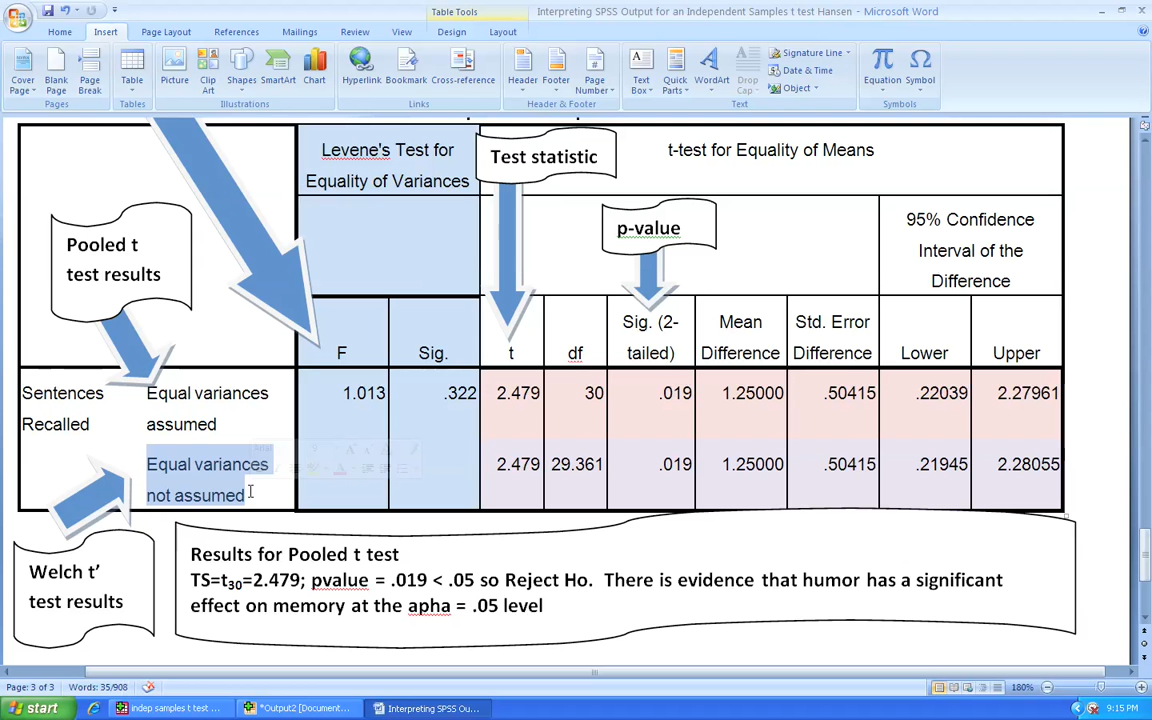 Table Tools
Interpreting SPSS Output for an Independent Samples t test Hansen - Microsoft Word
Home Insert Page Layout References Mailings Review View Design Layout
Cover Page
Blank Page
Page Break
Pages
Table
Tables
Picture
Clip Art
Shapes
SmartArt
Chart
Illustrations
Hyperlink
Bookmark
Cross-reference
Links
Header
Footer
Page Number
Header & Footer
Text Box
Quick Parts
WordArt
Drop Cap
Signature Line
Date & Time
Object
Text
Equation
Symbol
Symbols
Levene's Test for
Equality of Variances
Test statistic
t-test for Equality of Means
Pooled t
test results
p-value
95% Confidence
Interval of the
Difference
F Sig. t df
Sig. (2-
tailed)
Mean
Difference
Std. Error
Difference
Lower Upper
Sentences
Recalled
Equal variances
assumed
1.013 .322 2.479 30 .019 1.25000 .50415 .22039 2.27961
Equal variances
not assumed
2.479 29.361 .019 1.25000 .50415 .21945 2.28055
Welch t’
test results
Results for Pooled t test
TS=t30=2.479; pvalue = .019 < .05 so Reject Ho. There is evidence that humor has a significant
effect on memory at the apha = .05 level
Page: 3 of 3 Words: 35/908 180%
start
indep samples t test ...
*Output2 [Document...
Interpreting SPSS Ou...
9:15 PM